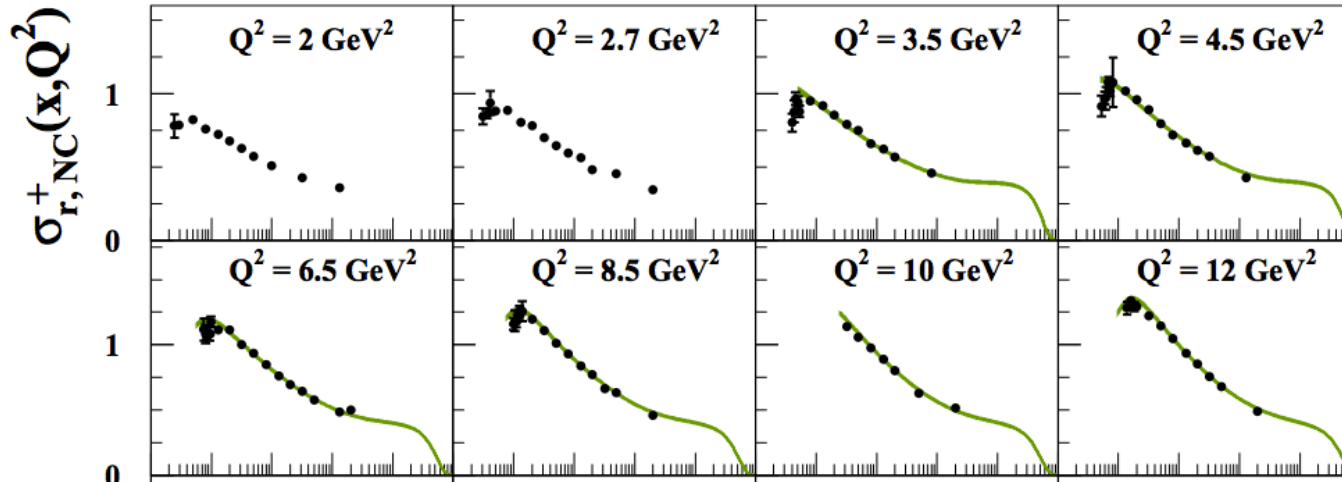 σ⁺r,NC(x,Q²)
Q² = 2 GeV²
Q² = 2.7 GeV²
Q² = 3.5 GeV²
Q² = 4.5 GeV²
1
0
Q² = 6.5 GeV²
Q² = 8.5 GeV²
Q² = 10 GeV²
Q² = 12 GeV²
1
0